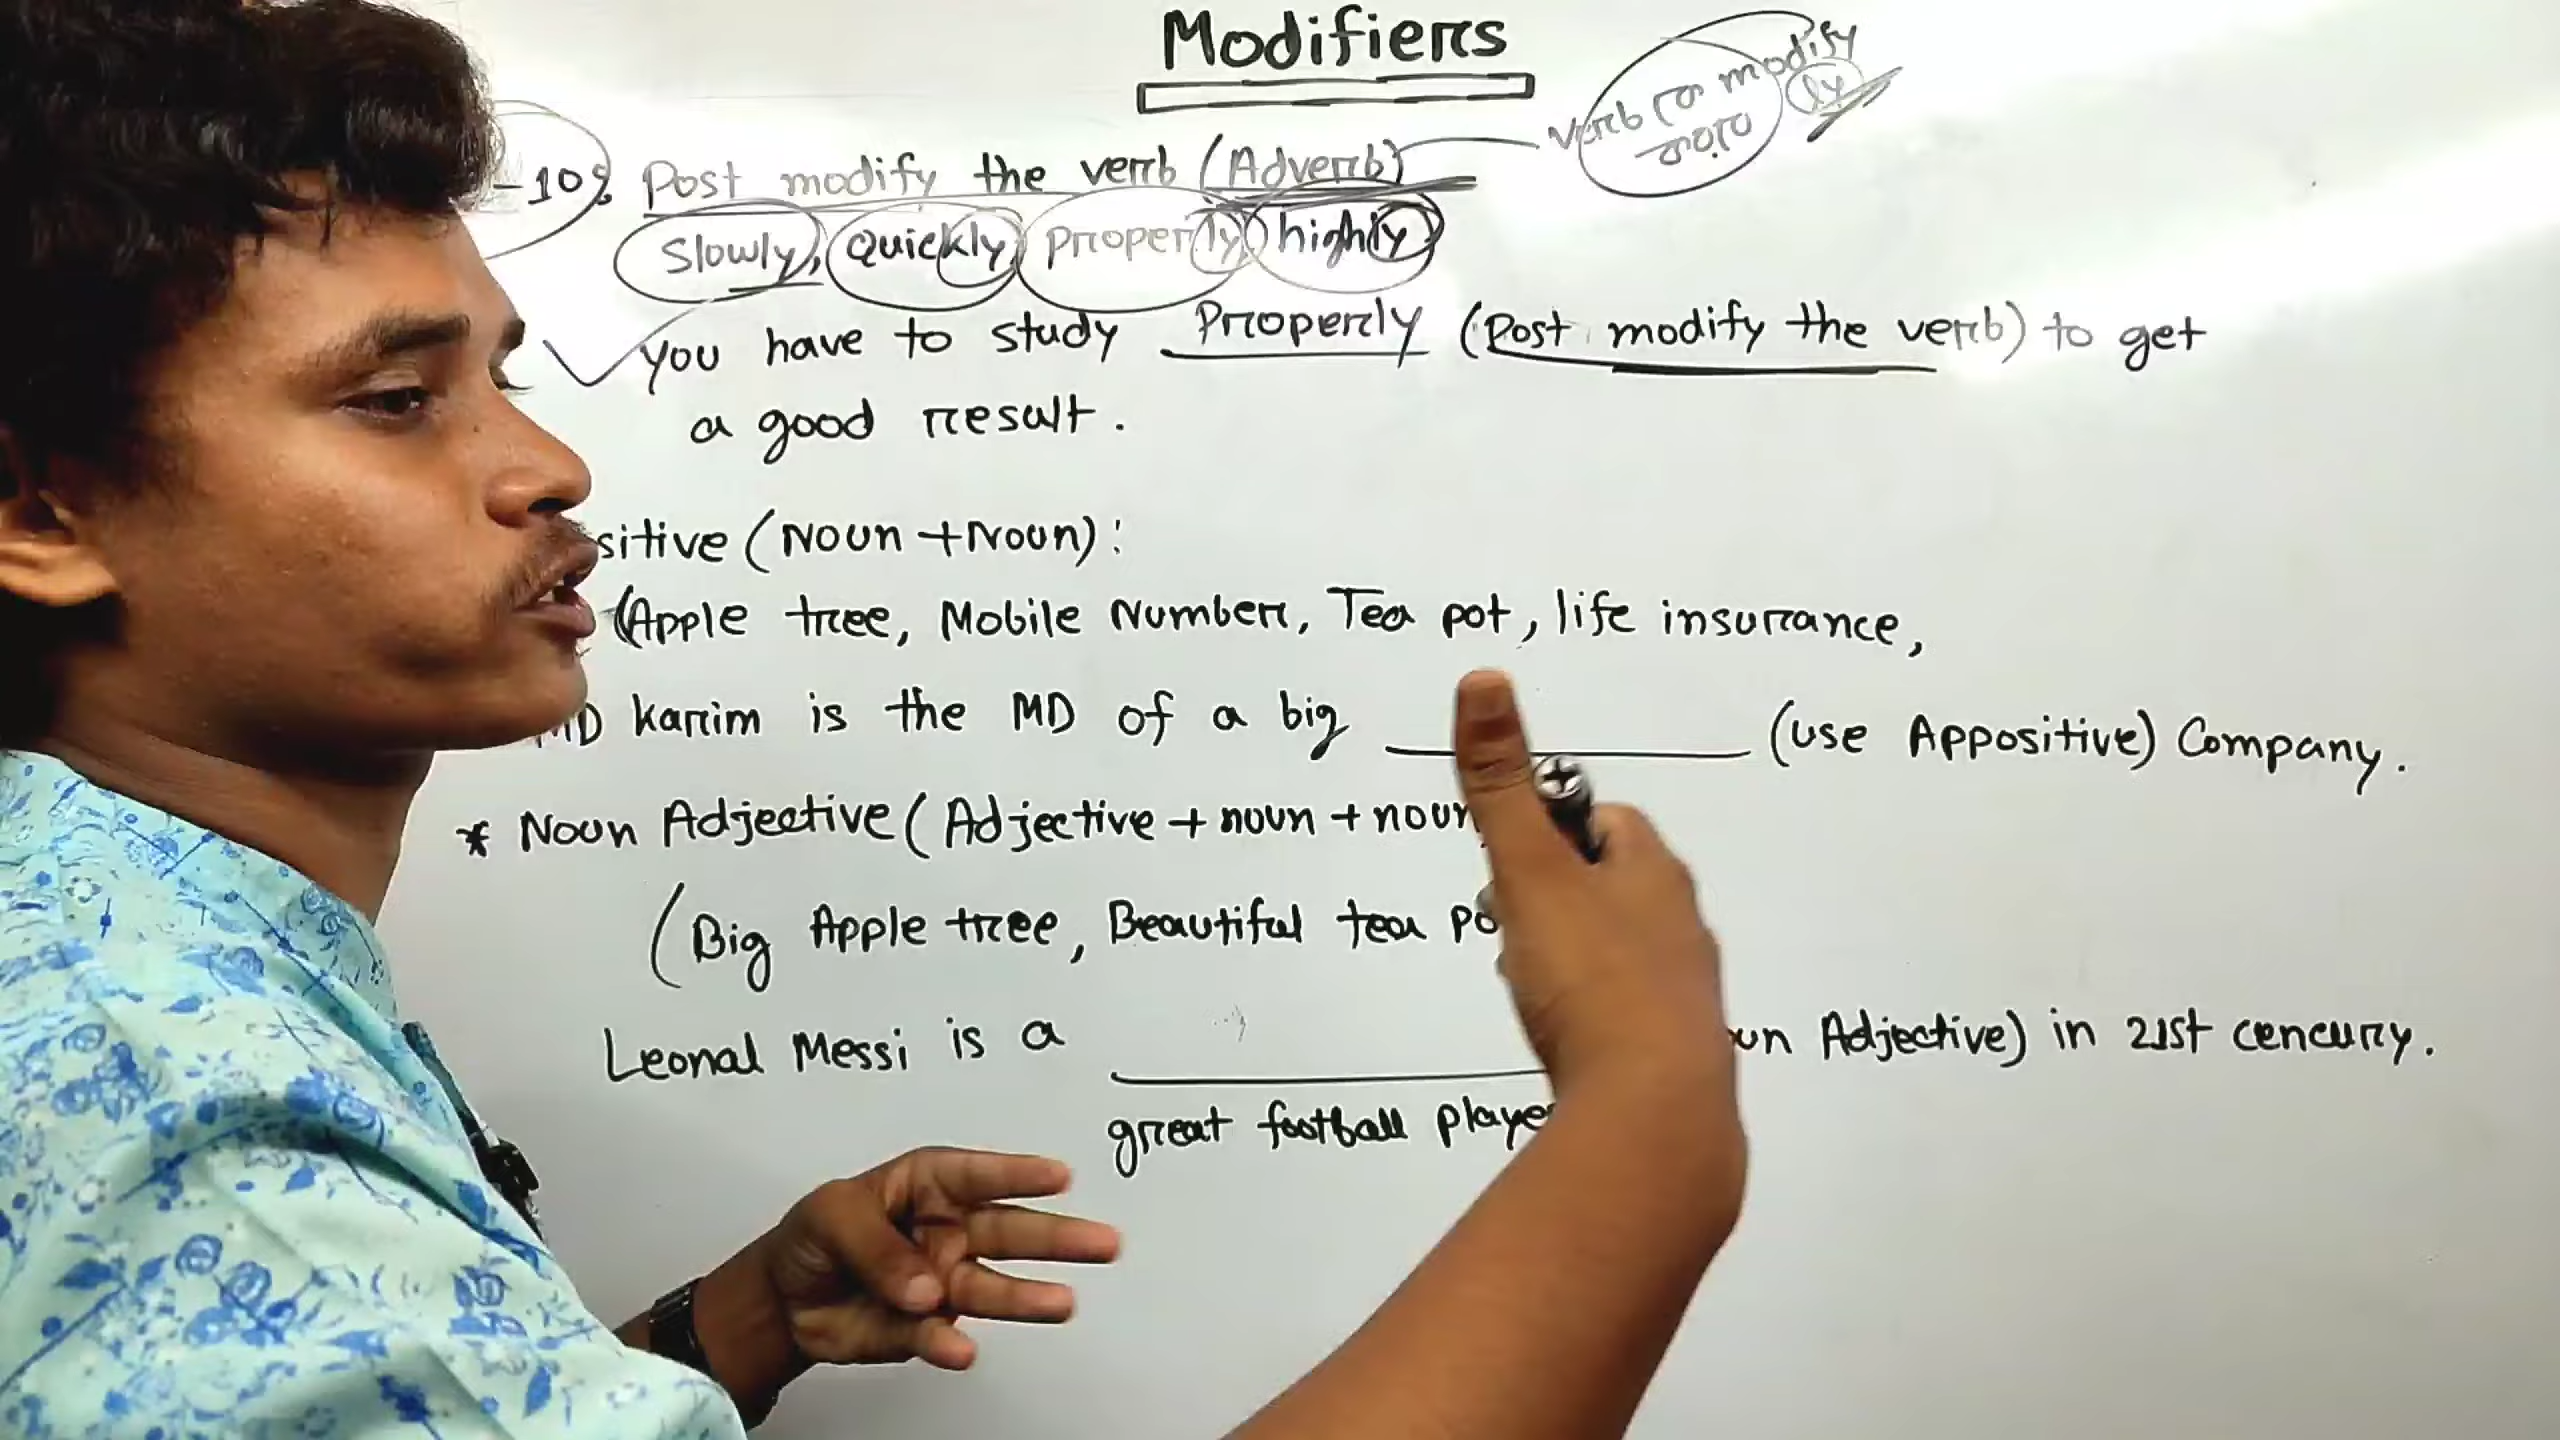 Modifiers
verb কে modify
ly
-10%
Post modify the verb (Adverb)
Slowly, Quickly, properly, highly
You have to study Properly (Post modify the verb) to get
a good result.
sitive (Noun + Noun):
(Apple tree, Mobile Number, Tea pot, life insurance,
MD karim is the MD of a big (use Appositive) Company.
* Noun Adjective (Adjective + noun + noun
(Big Apple tree, Beautiful tea po
Leonal Messi is a un Adjective) in 21st cencury.
great football playe